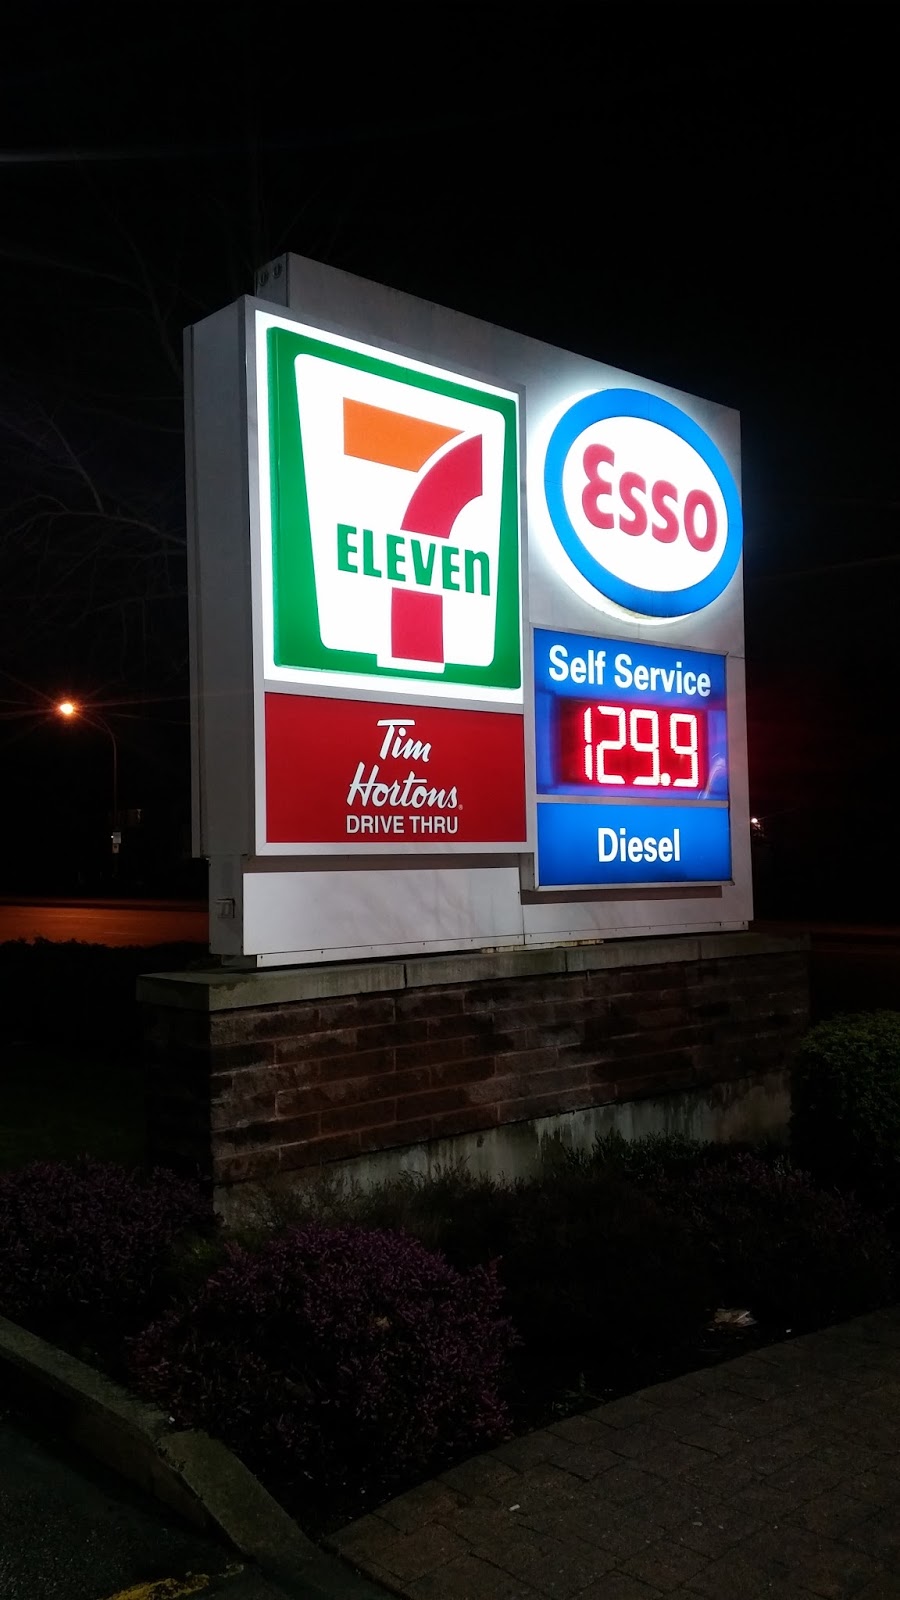 7
ELEVEn
Tim
Hortons®
DRIVE THRU
Esso
Self Service
129.9
Diesel